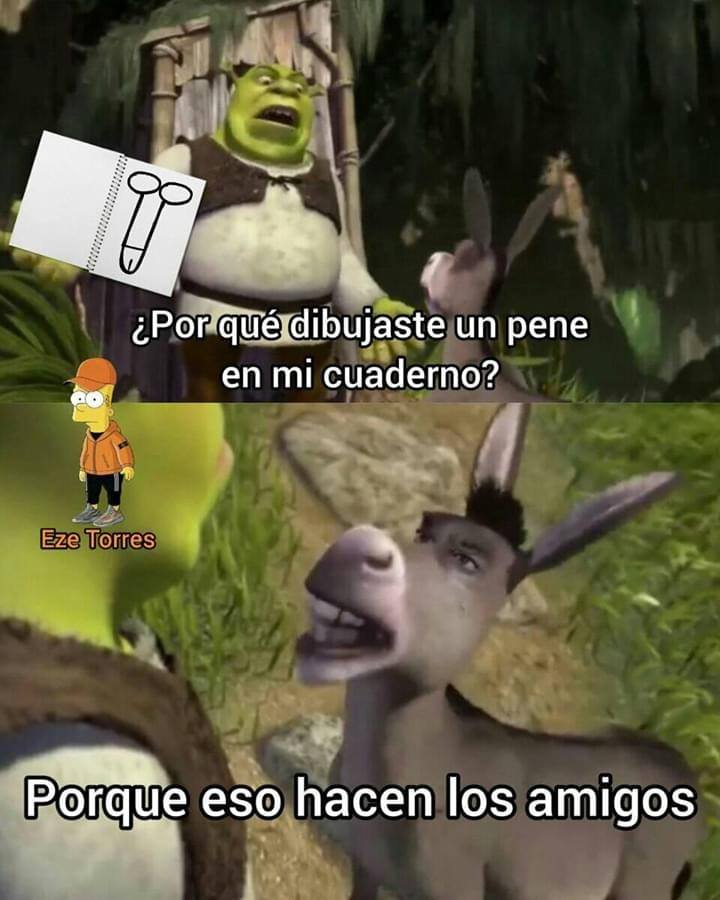 ¿Por qué dibujaste un pene
en mi cuaderno?
Eze Torres
Porque eso hacen los amigos